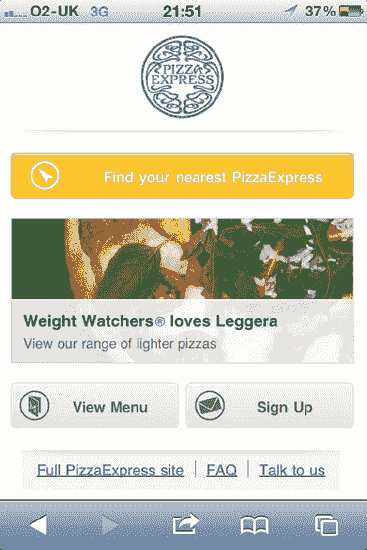 O2-UK 3G 21:51 37%
PIZZA
EXPRESS
Find your nearest PizzaExpress
Weight Watchers® loves Leggera
View our range of lighter pizzas
View Menu Sign Up
Full PizzaExpress site | FAQ | Talk to us